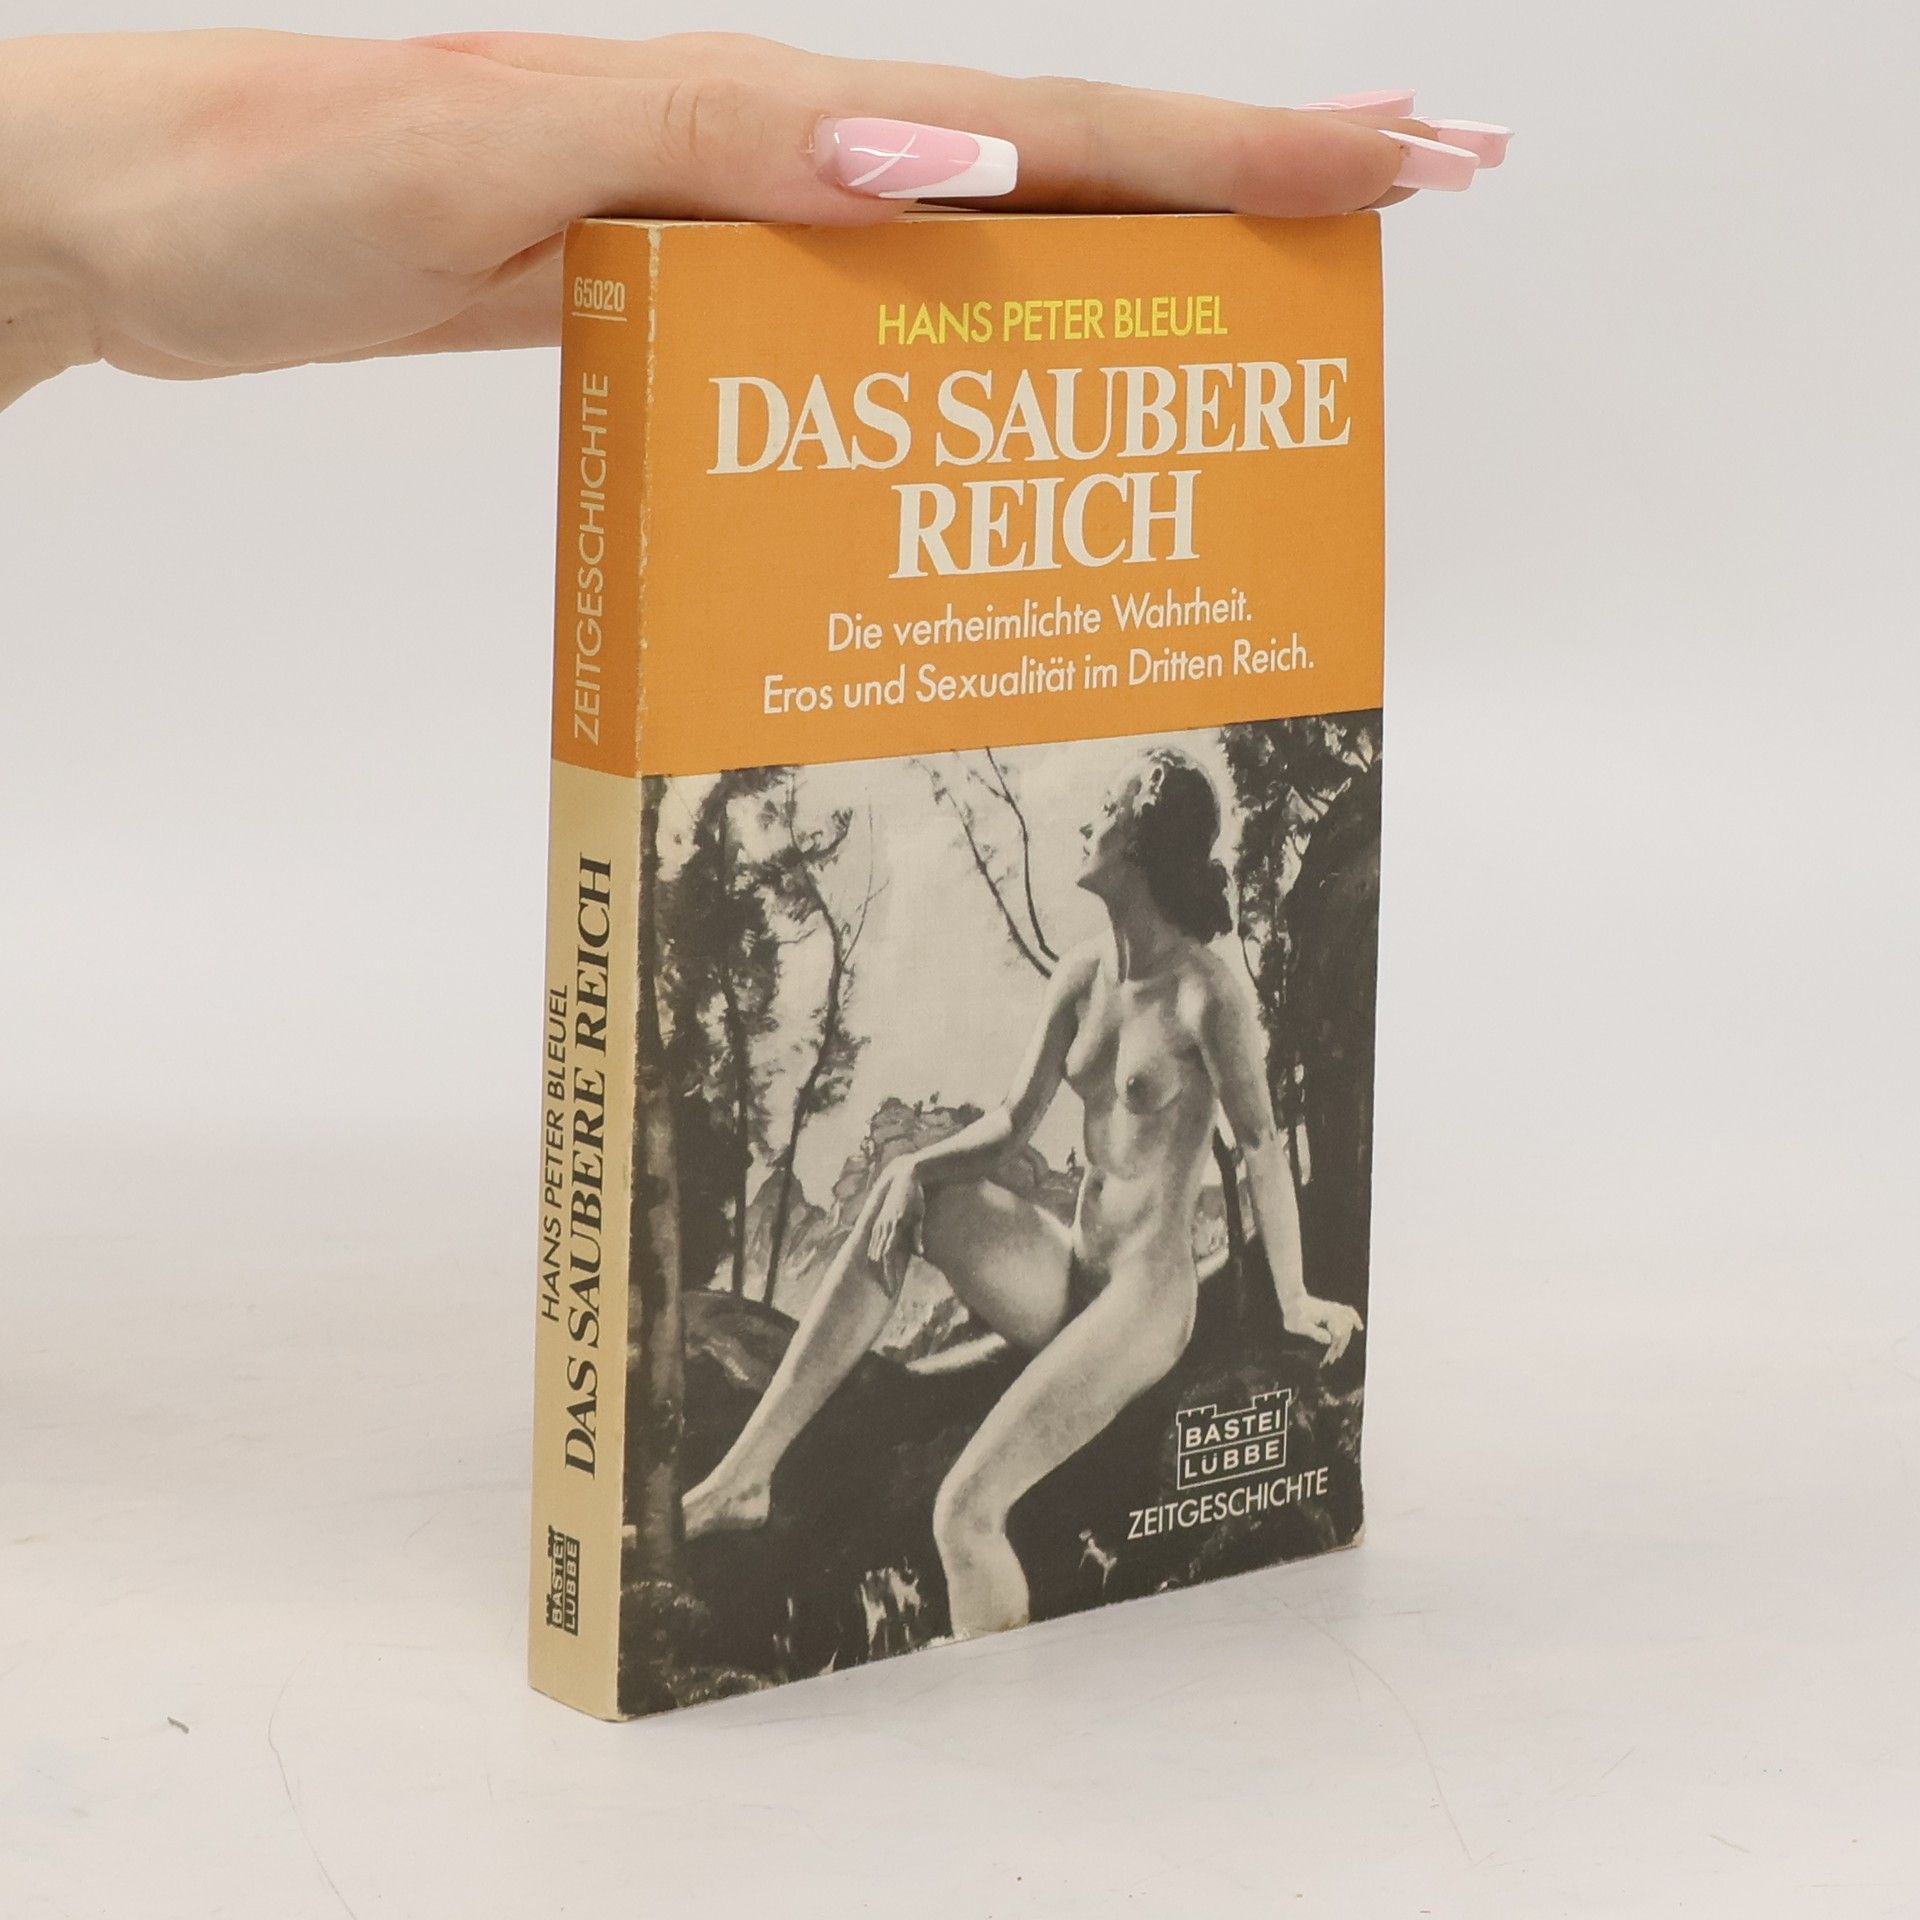 HANS PETER BLEUEL
DAS SAUBERE
REICH
Die verheimlichte Wahrheit.
Eros und Sexualität im Dritten Reich.
BASTEI
LÜBBE
ZEITGESCHICHTE
65020
ZEITGESCHICHTE
HANS PETER BLEUEL
DAS SAUBERE REICH
BASTEI
LÜBBE